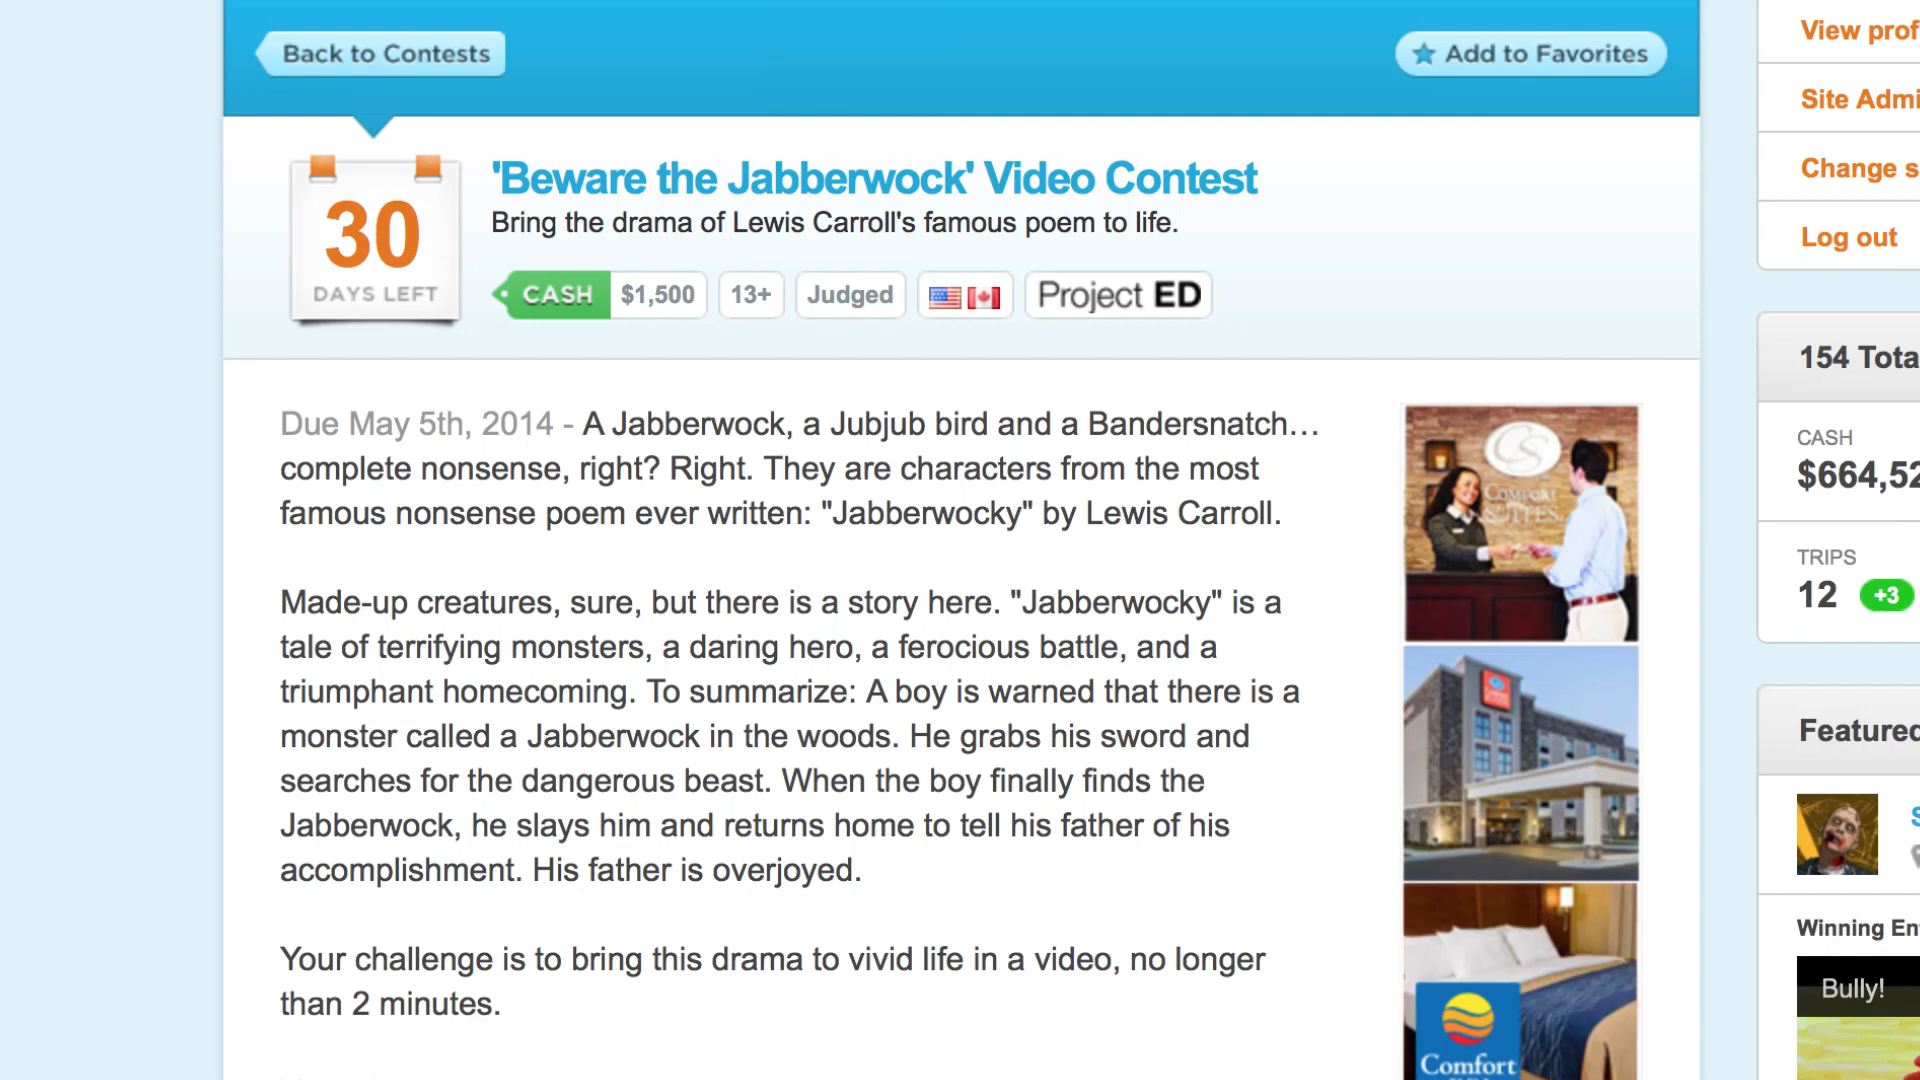 Back to Contests
Add to Favorites
'Beware the Jabberwock' Video Contest
Bring the drama of Lewis Carroll's famous poem to life.
30
DAYS LEFT
CASH $1,500 13+ Judged Project ED
Due May 5th, 2014 - A Jabberwock, a Jubjub bird and a Bandersnatch…
complete nonsense, right? Right. They are characters from the most
famous nonsense poem ever written: "Jabberwocky" by Lewis Carroll.
Made-up creatures, sure, but there is a story here. "Jabberwocky" is a
tale of terrifying monsters, a daring hero, a ferocious battle, and a
triumphant homecoming. To summarize: A boy is warned that there is a
monster called a Jabberwock in the woods. He grabs his sword and
searches for the dangerous beast. When the boy finally finds the
Jabberwock, he slays him and returns home to tell his father of his
accomplishment. His father is overjoyed.
Your challenge is to bring this drama to vivid life in a video, no longer
than 2 minutes.
CS
COMFORT
SUITES
Comfort
View prof
Site Admi
Change s
Log out
154 Tota
CASH
$664,52
TRIPS
12 +3
Featured
S
Winning En
Bully!